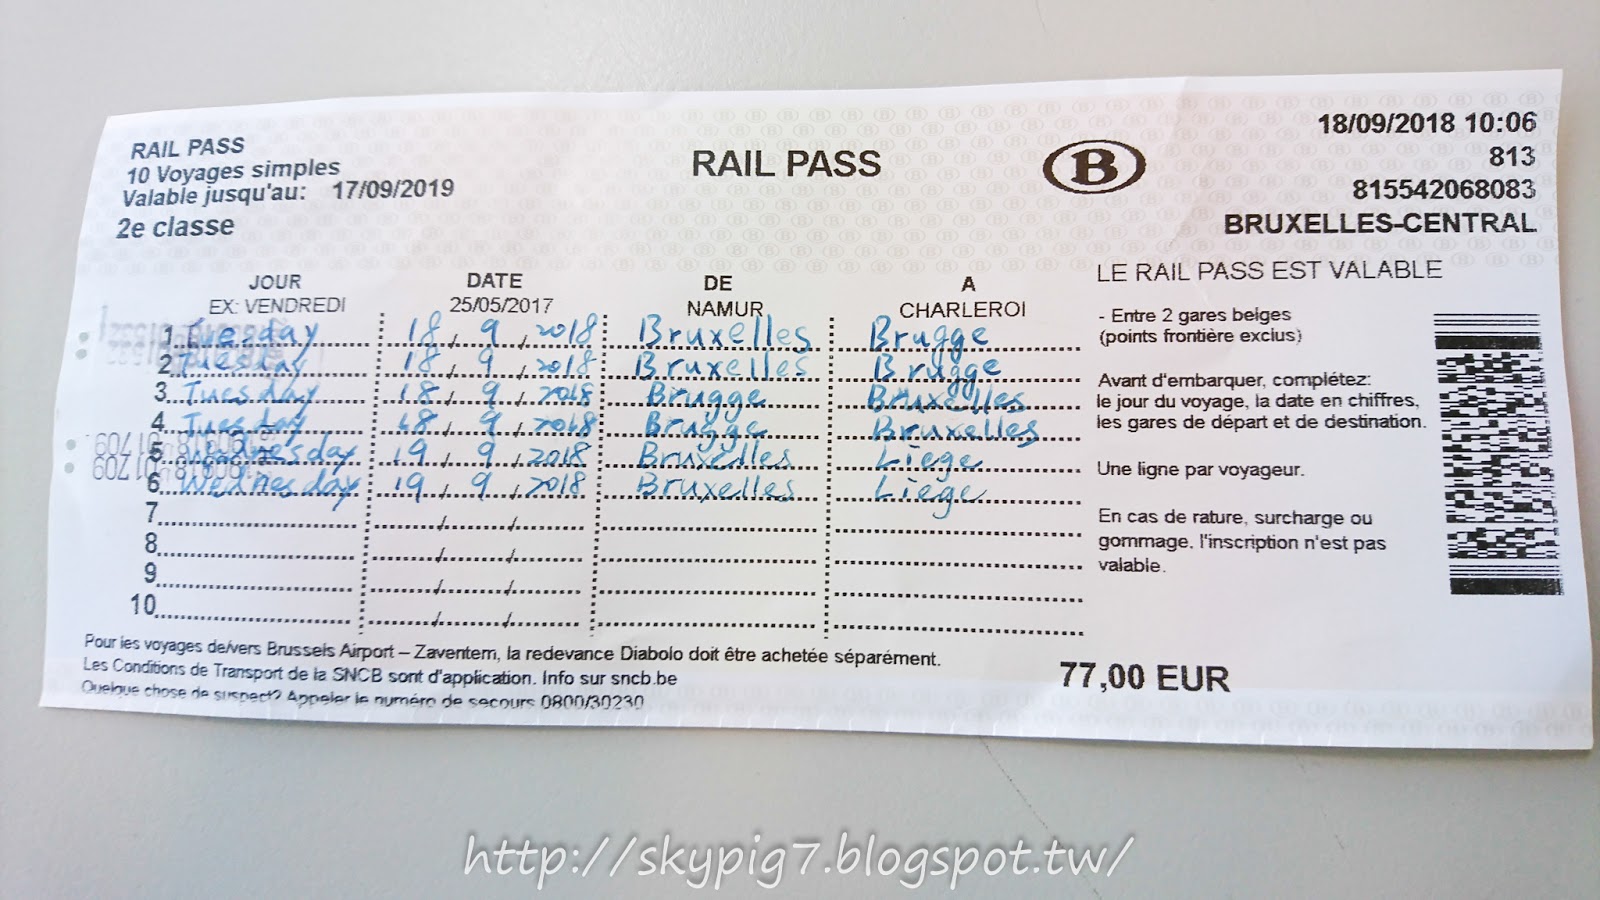 RAIL PASS
10 Voyages simples
Valable jusqu'au: 17/09/2019
2e classe
RAIL PASS
B
18/09/2018 10:06
813
815542068083
BRUXELLES-CENTRAL
JOUR DATE DE A
EX: VENDREDI 25/05/2017 NAMUR CHARLEROI
1 Tuesday 18/9/2018 Bruxelles Brugge
2 Tuesday 18/9/2018 Bruxelles Brugge
3 Tuesday 18/9/2018 Brugge Bruxelles
4 Tuesday 18/9/2018 Brugge Bruxelles
5 Wednesday 19/9/2018 Bruxelles Liege
6 Wednesday 19/9/2018 Bruxelles Liege
7 / /
8 / /
9 / /
10 / /
LE RAIL PASS EST VALABLE
- Entre 2 gares belges
(points frontière exclus)
Avant d'embarquer, complétez:
le jour du voyage, la date en chiffres,
les gares de départ et de destination.
Une ligne par voyageur.
En cas de rature, surcharge ou
gommage, l'inscription n'est pas
valable.
Pour les voyages de/vers Brussels Airport – Zaventem, la redevance Diabolo doit être achetée séparément.
Les Conditions de Transport de la SNCB sont d'application. Info sur sncb.be
Quelque chose de suspect? Appeler le numéro de secours 0800/30230
77,00 EUR
http://skypig7.blogspot.tw/